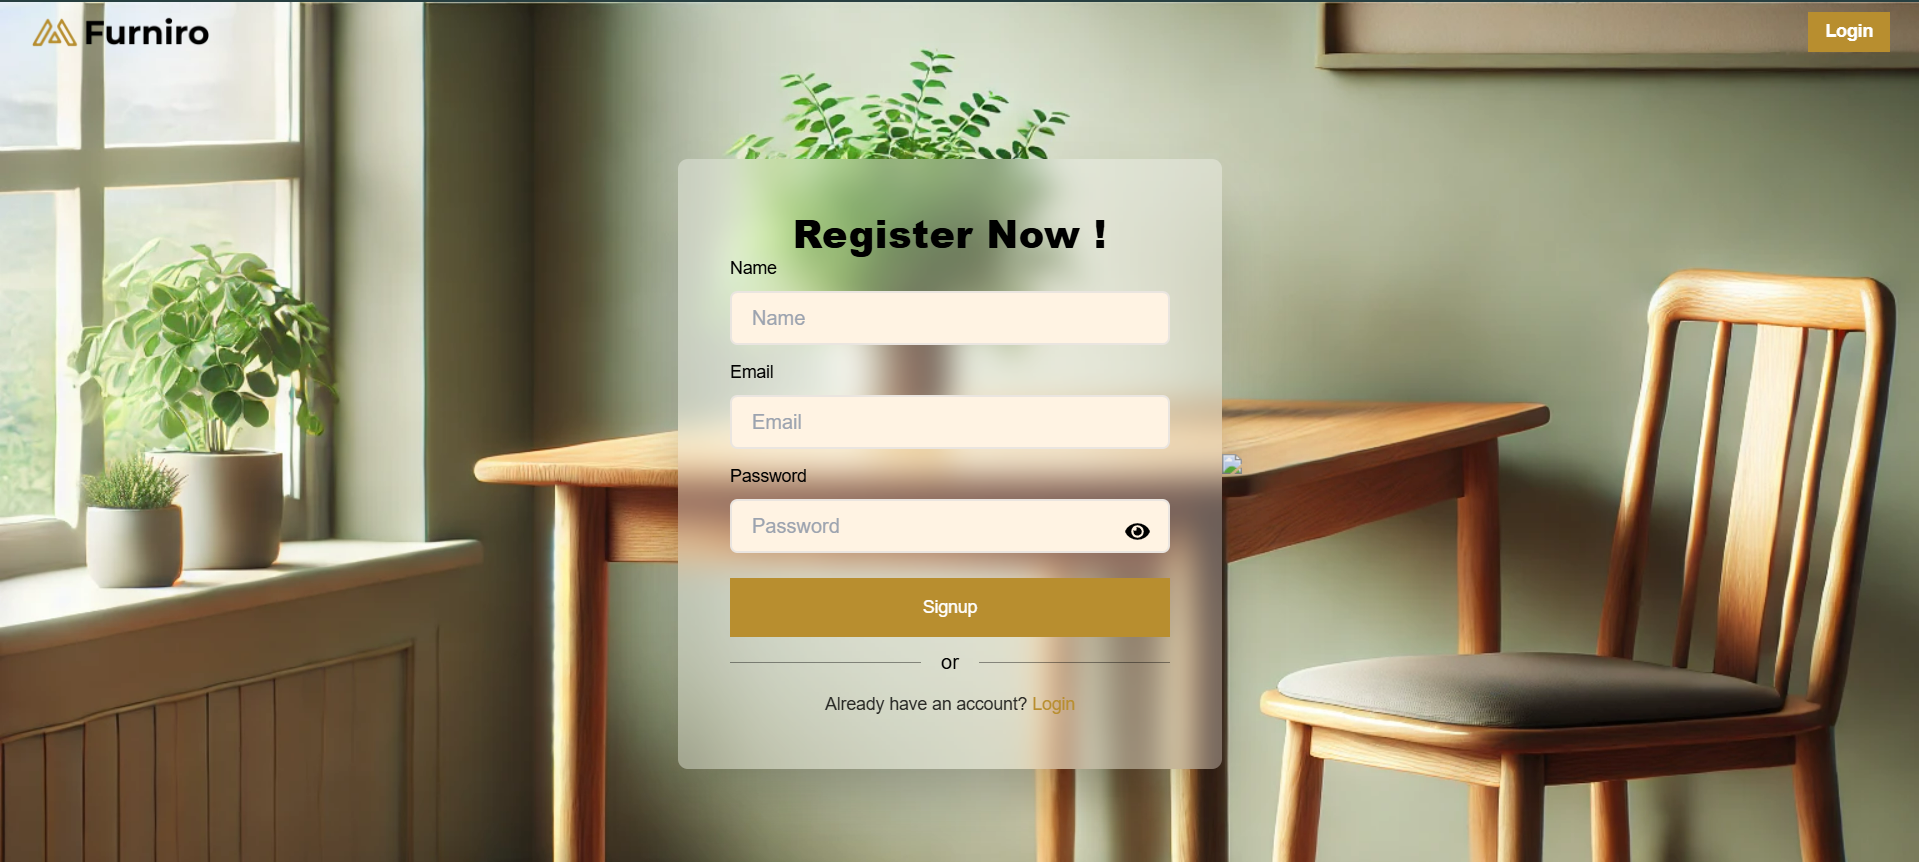 Furniro
Login
Register Now !
Name
Name
Email
Email
Password
Password
Signup
or
Already have an account? Login